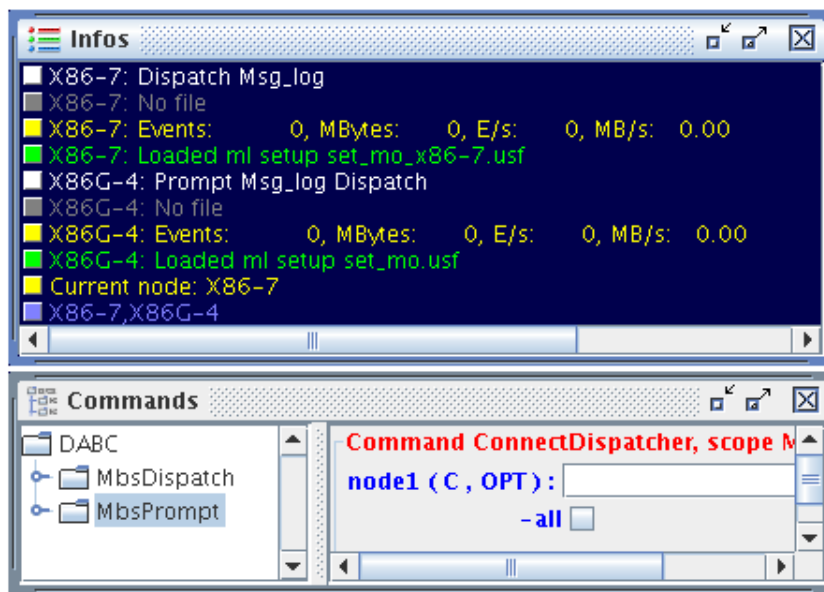 Infos
X86-7: Dispatch Msg_log
X86-7: No file
X86-7: Events: 0, MBytes: 0, E/s: 0, MB/s: 0.00
X86-7: Loaded ml setup set_mo_x86-7.usf
X86G-4: Prompt Msg_log Dispatch
X86G-4: No file
X86G-4: Events: 0, MBytes: 0, E/s: 0, MB/s: 0.00
X86G-4: Loaded ml setup set_mo.usf
Current node: X86-7
X86-7,X86G-4
Commands
DABC
MbsDispatch
MbsPrompt
Command ConnectDispatcher, scope M
node1 ( C , OPT ) :
-all